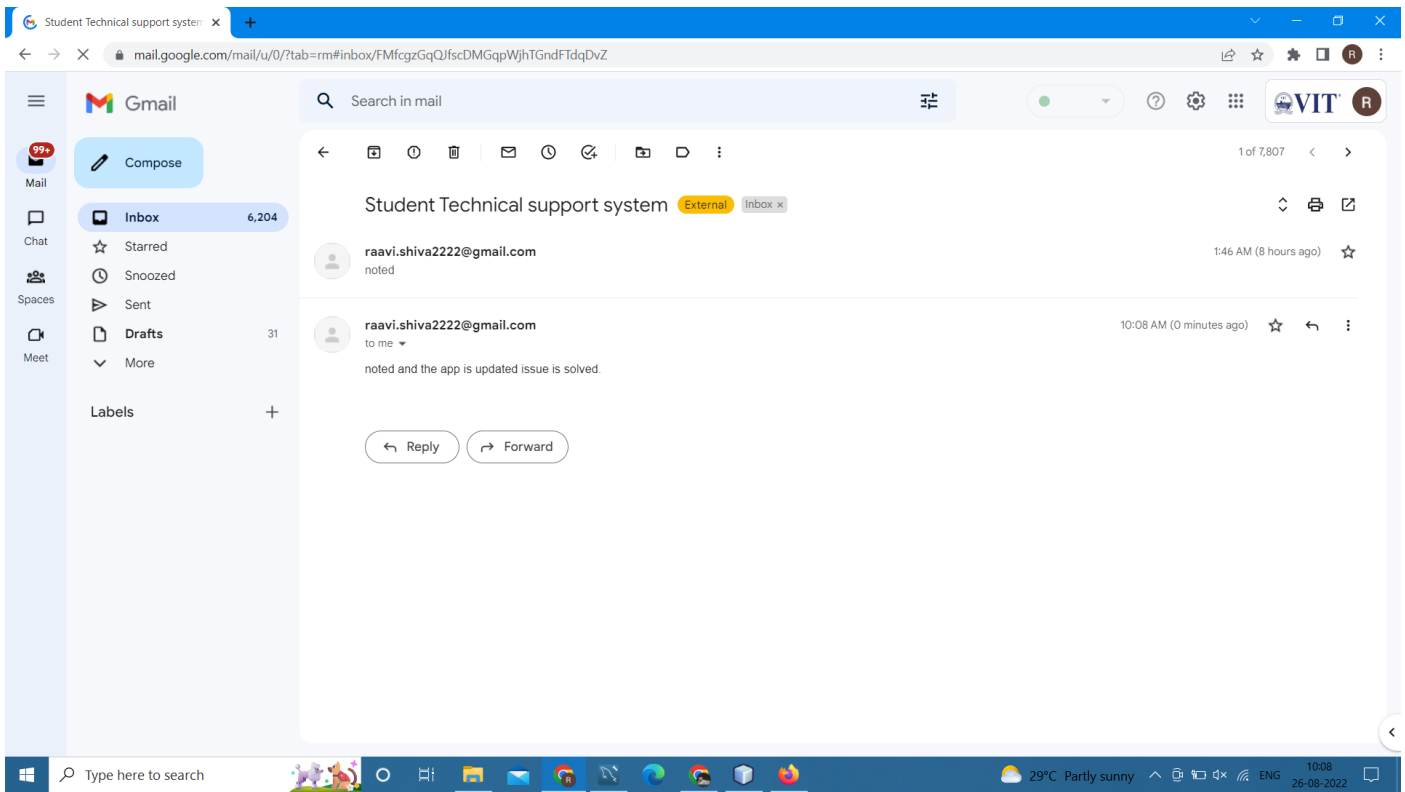 Student Technical support system
mail.google.com/mail/u/0/?tab=rm#inbox/FMfcgzGqQJfscDMGqpWjhTGndFTdqDvZ
R
Gmail
Search in mail
VIT
R
99+
Mail
Compose
1 of 7,807
Student Technical support system External Inbox ×
Inbox 6,204
Chat
Starred
raavi.shiva2222@gmail.com 1:46 AM (8 hours ago)
noted
Snoozed
Spaces
Sent
Drafts 31
raavi.shiva2222@gmail.com 10:08 AM (0 minutes ago)
to me
Meet
More
noted and the app is updated issue is solved.
Labels
Reply Forward
Type here to search
29°C Partly sunny ENG 10:08
26-08-2022